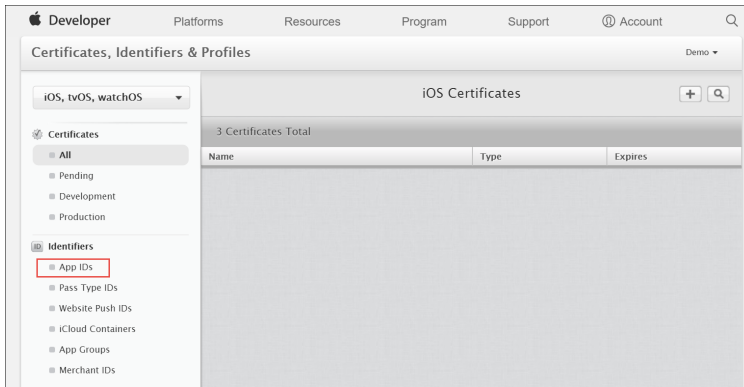 Developer Platforms Resources Program Support Account
Certificates, Identifiers & Profiles Demo
iOS, tvOS, watchOS iOS Certificates
Certificates 3 Certificates Total
All Name Type Expires
Pending
Development
Production
ID Identifiers
App IDs
Pass Type IDs
Website Push IDs
iCloud Containers
App Groups
Merchant IDs